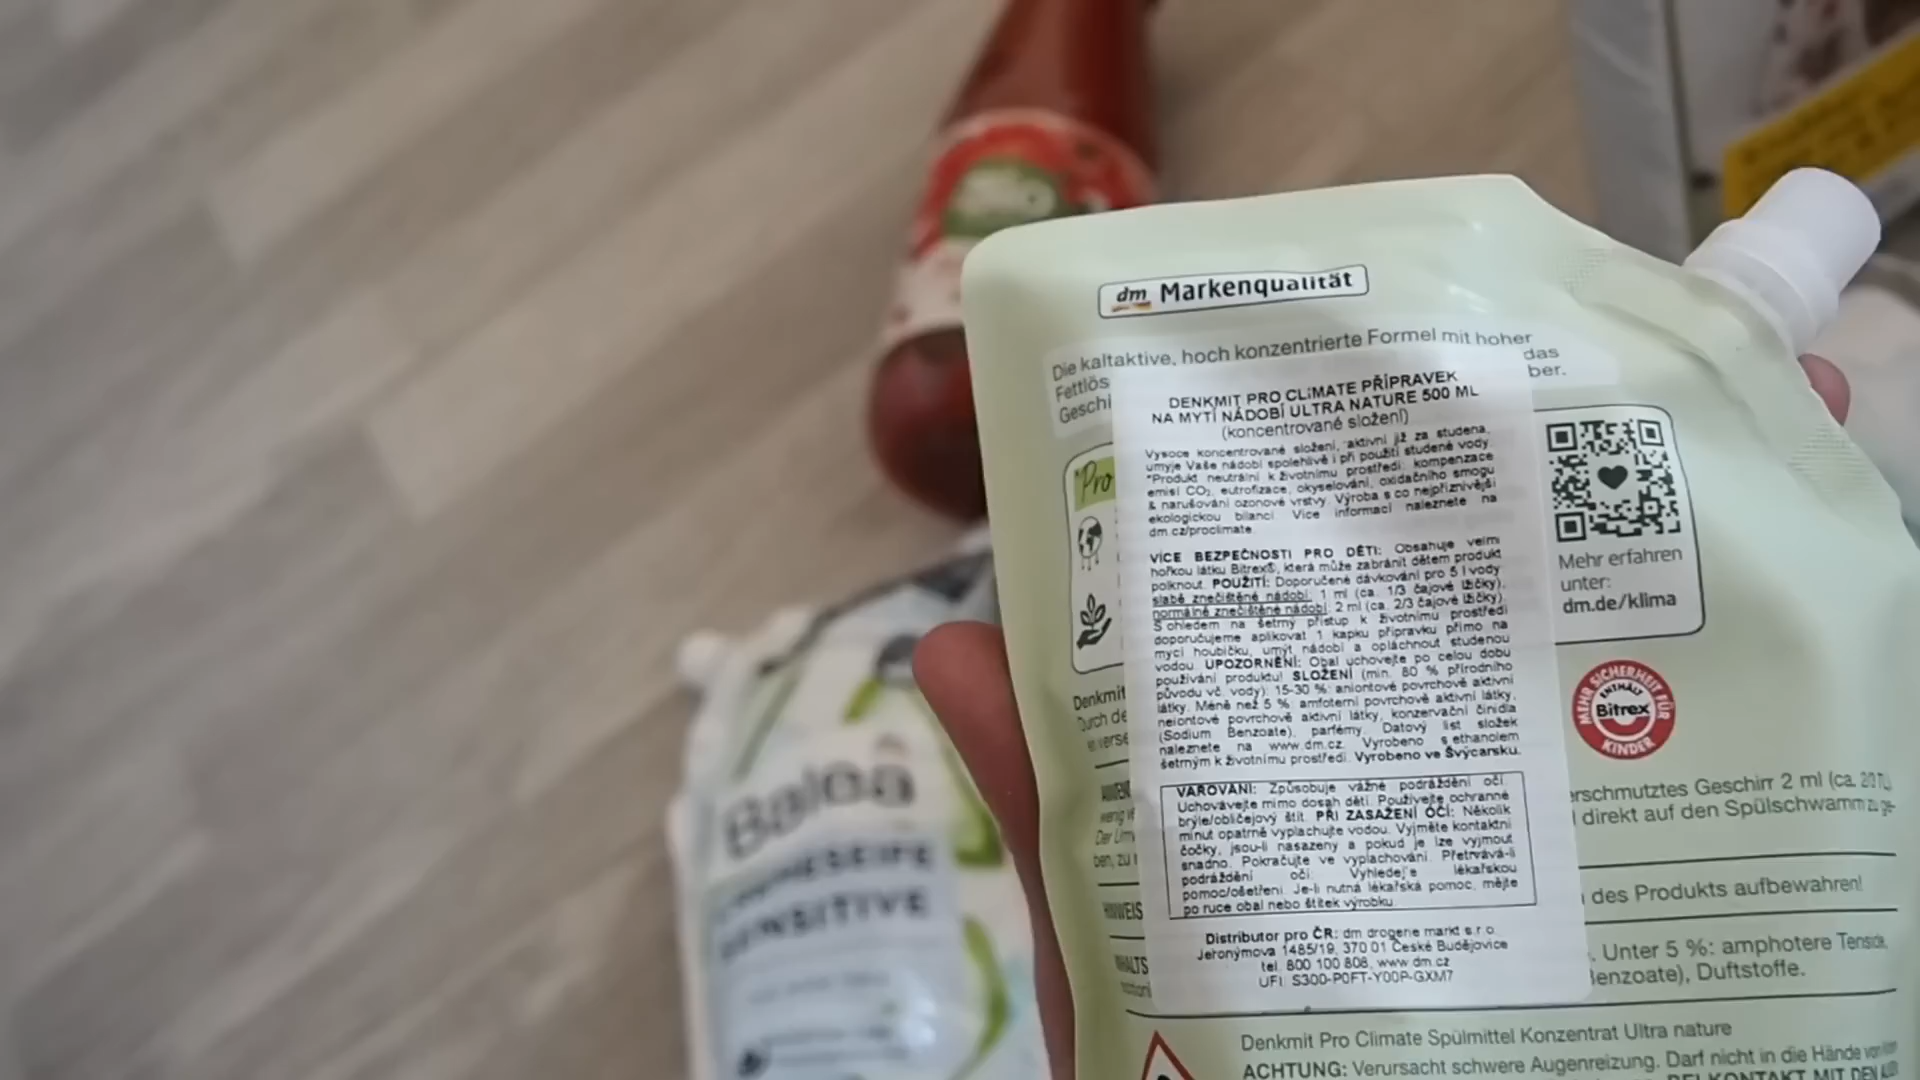 dm Markenqualität
Die kaltaktive, hoch konzentrierte Formel mit hoher
Fettlös
das
Geschi
ber.
DENKMIT PRO CLIMATE PŘÍPRAVEK
NA MYTÍ NÁDOBÍ ULTRA NATURE 500 ML
(koncentrované složení)
Vysoce koncentrované složení, aktivní již za studena,
umyje Vaše nádobí spolehlivě i při použití studené vody.
*Produkt neutrální k životnímu prostředí: kompenzace
emisí CO₂, eutrofizace, okyselování, oxidačního smogu
& narušování ozonové vrstvy. Výroba s co nejpříznivější
ekologickou bilancí. Více informací naleznete na
dm.cz/proclimate.
VÍCE BEZPEČNOSTI PRO DĚTI: Obsahuje velmi
hořkou látku Bitrex®, která může zabránit dětem produkt
polknout. POUŽITÍ: Doporučené dávkování pro 5 l vody
slabě znečištěné nádobí: 1 ml (ca. 1/3 čajové lžičky),
normálně znečištěné nádobí: 2 ml (ca. 2/3 čajové lžičky).
S ohledem na šetrný přístup k životnímu prostředí
doporučujeme aplikovat 1 kapku přípravku přímo na
mycí houbičku, umýt nádobí a opláchnout studenou
vodou. UPOZORNĚNÍ: Obal uchovejte po celou dobu
používání produktu! SLOŽENÍ (min. 80 % přírodního
původu vč. vody): 15-30 %: aniontové povrchově aktivní
látky. Méně než 5 %: amfoterní povrchově aktivní látky,
neiontové povrchově aktivní látky, konzervační činidla
(Sodium Benzoate), parfémy. Datový list složek
naleznete na www.dm.cz. Vyrobeno s ethanolem
šetrným k životnímu prostředí. Vyrobeno ve Švýcarsku.
VAROVÁNÍ: Způsobuje vážné podráždění očí.
Uchovávejte mimo dosah dětí. Používejte ochranné
brýle/obličejový štít. PŘI ZASAŽENÍ OČÍ: Několik
minut opatrně vyplachujte vodou. Vyjměte kontaktní
čočky, jsou-li nasazeny a pokud je lze vyjmout
snadno. Pokračujte ve vyplachování. Přetrvává-li
podráždění očí: Vyhledejte lékařskou
pomoc/ošetření. Je-li nutná lékařská pomoc, mějte
po ruce obal nebo štítek výrobku.
Distributor pro ČR: dm drogerie markt s.r.o.
Jeronýmova 1485/19, 370 01 České Budějovice
tel. 800 100 808, www.dm.cz
UFI: S300-P0FT-Y00P-GXM7
*Pro
Mehr erfahren
unter:
dm.de/klima
MEHR SICHERHEIT FÜR
ENTHÄLT
Bitrex
KINDER
Denkmit
Durch de
HINWEIS
erschmutztes Geschirr 2 ml (ca.
direkt auf den Spülschwamm
des Produkts aufbewahren!
. Unter 5 %: amphotere Tenside,
Benzoate), Duftstoffe.
Denkmit Pro Climate Spülmittel Konzentrat Ultra nature
ACHTUNG: Verursacht schwere Augenreizung. Darf nicht in die Hände von
KONTAKT MIT DEN
Balea
CREMESEIFE
SENSITIVE